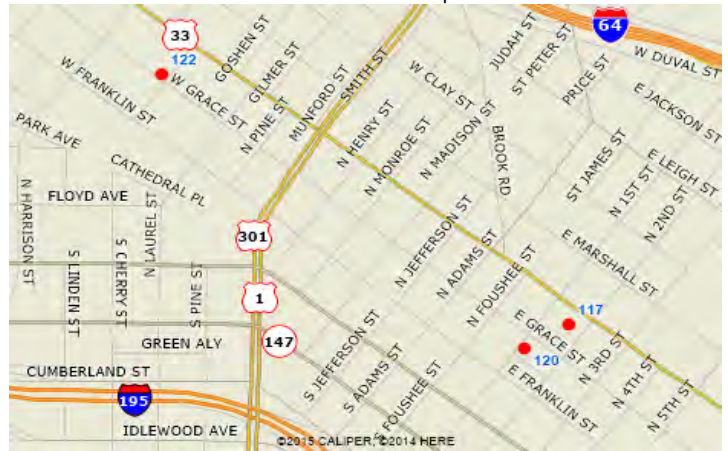 33
122
GOSHEN ST
GILMER ST
W FRANKLIN ST
W GRACE ST
N PINE ST
MUNFORD ST
SMITH ST
JUDAH ST
ST PETER ST
PRICE ST
64
W DUVAL ST
W CLAY ST
E JACKSON ST
PARK AVE
N HENRY ST
N MONROE ST
N MADISON ST
BROOK RD
CATHEDRAL PL
ST JAMES ST
E LEIGH ST
N 1ST ST
N 2ND ST
N HARRISON ST
FLOYD AVE
N LAUREL ST
S LINDEN ST
S CHERRY ST
S PINE ST
301
1
147
N JEFFERSON ST
N ADAMS ST
N FOUSHEE ST
E MARSHALL ST
117
E GRACE ST
120
E FRANKLIN ST
N 3RD ST
N 4TH ST
N 5TH ST
GREEN ALY
S JEFFERSON ST
S ADAMS ST
S FOUSHEE ST
CUMBERLAND ST
195
IDLEWOOD AVE
©2015 CALIPER; ©2014 HERE